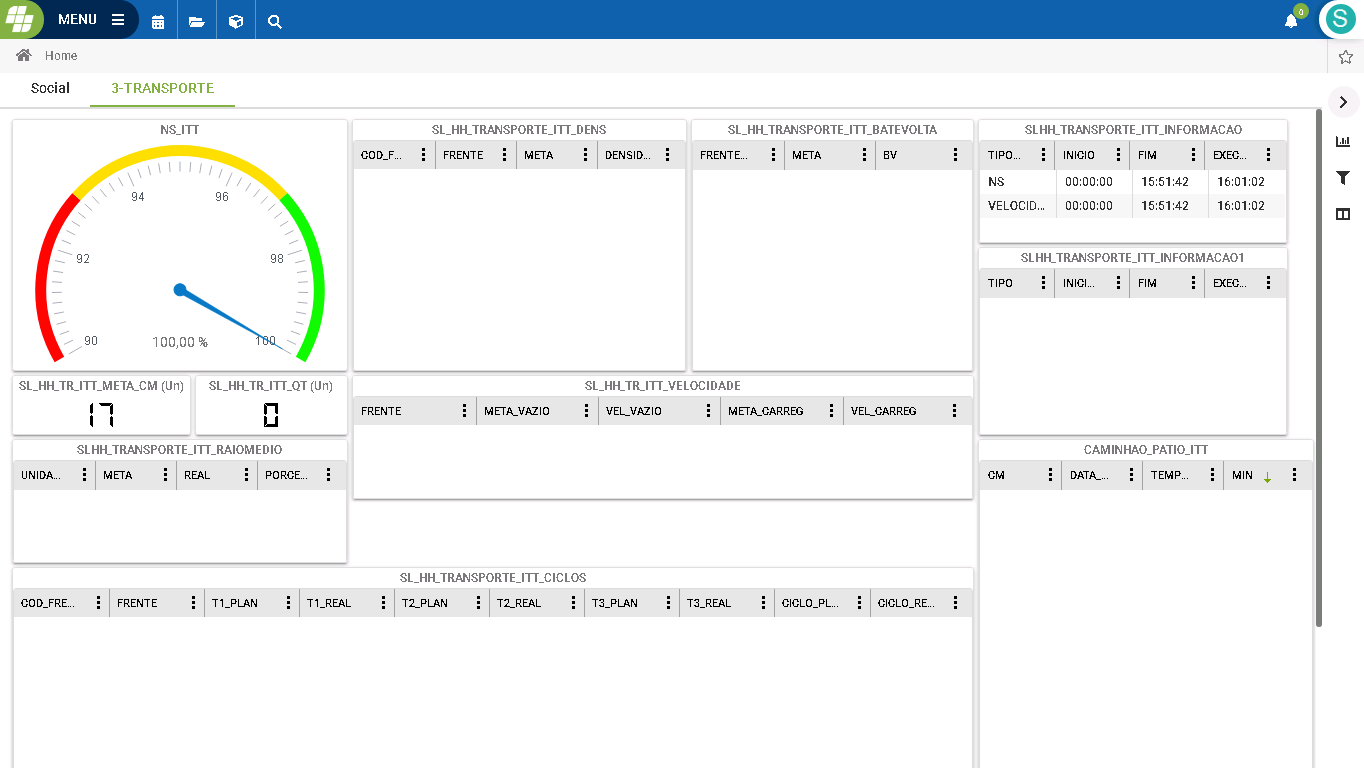 MENU
0
S
Home
Social
3-TRANSPORTE
NS_ITT
94
96
92
98
90
100
100,00 %
SL_HH_TRANSPORTE_ITT_DENS
COD_F... FRENTE META DENSID...
SL_HH_TRANSPORTE_ITT_BATEVOLTA
FRENTE... META BV
SLHH_TRANSPORTE_ITT_INFORMACAO
TIPO... INICIO FIM EXEC...
NS 00:00:00 15:51:42 16:01:02
VELOCID... 00:00:00 15:51:42 16:01:02
SLHH_TRANSPORTE_ITT_INFORMACAO1
TIPO INICI... FIM EXEC...
SL_HH_TR_ITT_META_CM (Un)
17
SL_HH_TR_ITT_QT (Un)
0
SL_HH_TR_ITT_VELOCIDADE
FRENTE META_VAZIO VEL_VAZIO META_CARREG VEL_CARREG
SLHH_TRANSPORTE_ITT_RAIOMEDIO
UNIDA... META REAL PORCE...
CAMINHAO_PATIO_ITT
CM DATA_... TEMP... MIN
SL_HH_TRANSPORTE_ITT_CICLOS
COD_FRE... FRENTE T1_PLAN T1_REAL T2_PLAN T2_REAL T3_PLAN T3_REAL CICLO_PL... CICLO_RE...